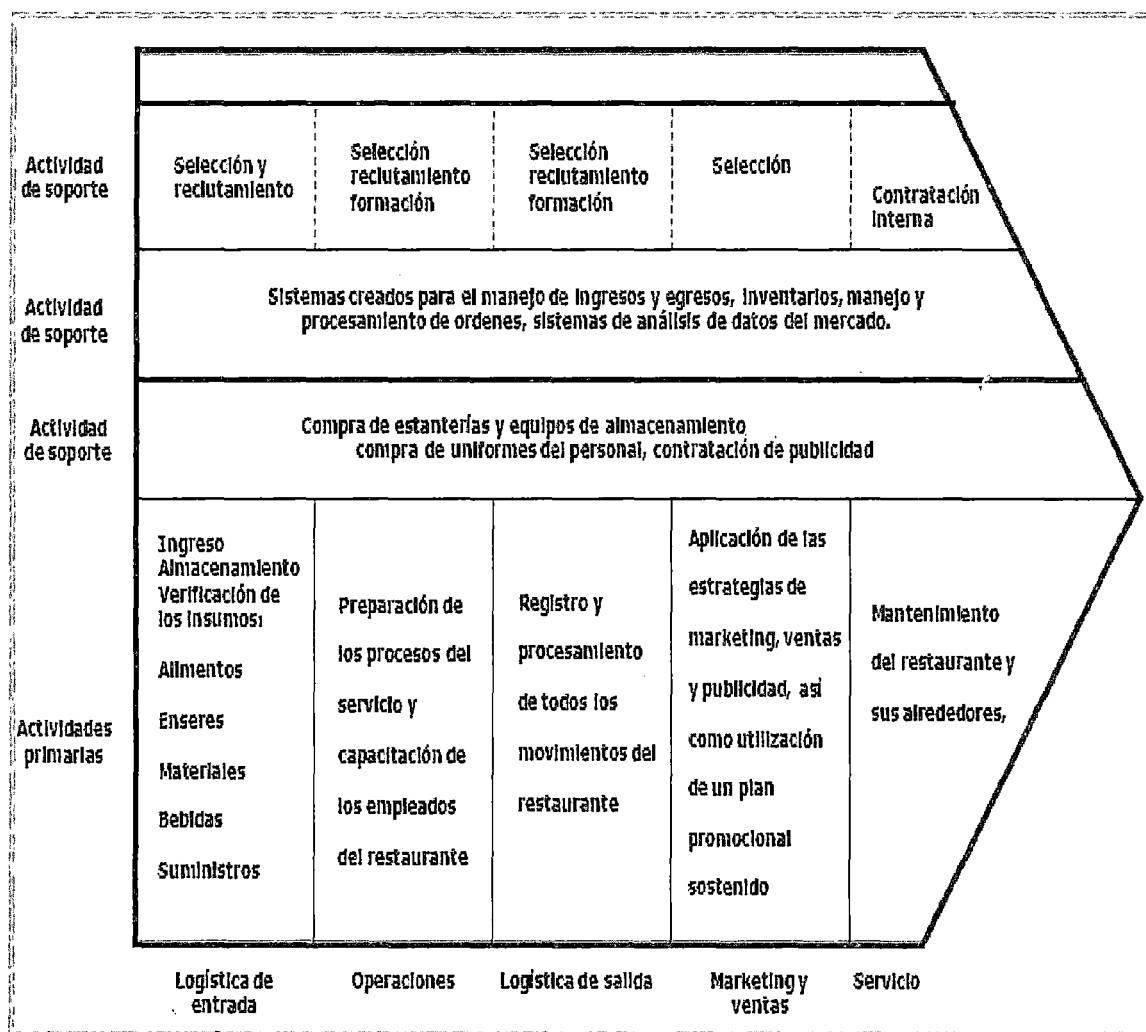 Actividad
de soporte
Selección y
reclutamiento
Selección
reclutamiento
formación
Selección
reclutamiento
formación
Selección
Contratación
Interna
Actividad
de soporte
Sistemas creados para el manejo de ingresos y egresos, inventarios, manejo y
procesamiento de ordenes, sistemas de análisis de datos del mercado.
Actividad
de soporte
Compra de estanterías y equipos de almacenamiento
compra de uniformes del personal, contratación de publicidad
Actividades
primarias
Ingreso
Almacenamiento
Verificación de
los insumos:
Alimentos
Enseres
Materiales
Bebidas
Suministros
Preparación de
los procesos del
servicio y
capacitación de
los empleados
del restaurante
Registro y
procesamiento
de todos los
movimientos del
restaurante
Aplicación de las
estrategias de
marketing, ventas
y publicidad, así
como utilización
de un plan
promocional
sostenido
Mantenimiento
del restaurante y
sus alrededores,
Logística de
entrada
Operaciones
Logística de salida
Marketing y
ventas
Servicio